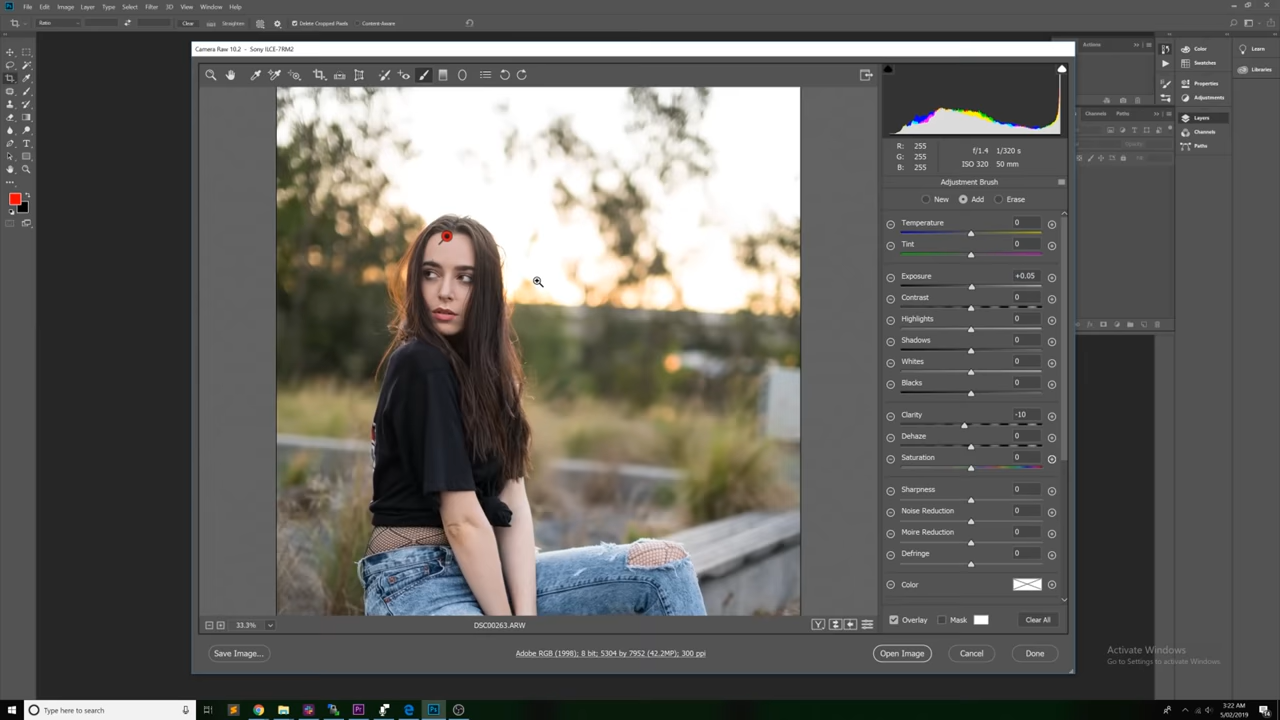 File Edit Image Layer Type Select Filter 3D View Window Help
Ratio Clear Straighten Delete Cropped Pixels Content-Aware
Camera Raw 10.2 - Sony ILCE-7RM2
Actions
Color
Swatches
Properties
Adjustments
Layers
Channels
Paths
Learn
Libraries
Channels Paths
R: 255
G: 255
B: 255
f/1.4 1/320 s
ISO 320 50 mm
Adjustment Brush
New Add Erase
Temperature 0
Tint 0
Exposure +0.05
Contrast 0
Highlights 0
Shadows 0
Whites 0
Blacks 0
Clarity -10
Dehaze 0
Saturation 0
Sharpness 0
Noise Reduction 0
Moire Reduction 0
Defringe 0
Color
Overlay Mask Clear All
33.3% DSC00263.ARW
Y
Save Image... Adobe RGB (1998); 8 bit; 5304 by 7952 (42.2MP); 300 ppi Open Image Cancel Done
Activate Windows
Go to Settings to activate Windows.
Type here to search
Pr
Ps
3:22 AM
5/02/2019